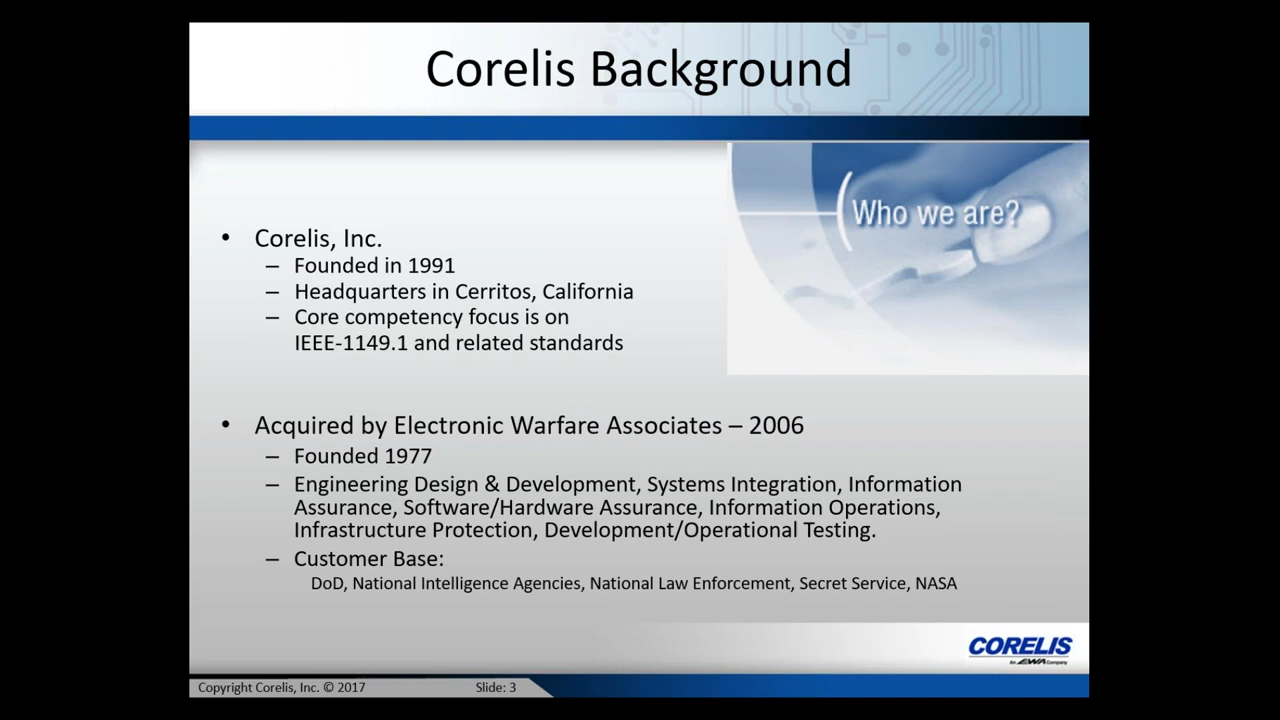 Corelis Background
(Who we are?
• Corelis, Inc.
– Founded in 1991
– Headquarters in Cerritos, California
– Core competency focus is on
IEEE-1149.1 and related standards
• Acquired by Electronic Warfare Associates – 2006
– Founded 1977
– Engineering Design & Development, Systems Integration, Information
Assurance, Software/Hardware Assurance, Information Operations,
Infrastructure Protection, Development/Operational Testing.
– Customer Base:
DoD, National Intelligence Agencies, National Law Enforcement, Secret Service, NASA
CORELIS
An EWA Company
Copyright Corelis, Inc. © 2017
Slide: 3